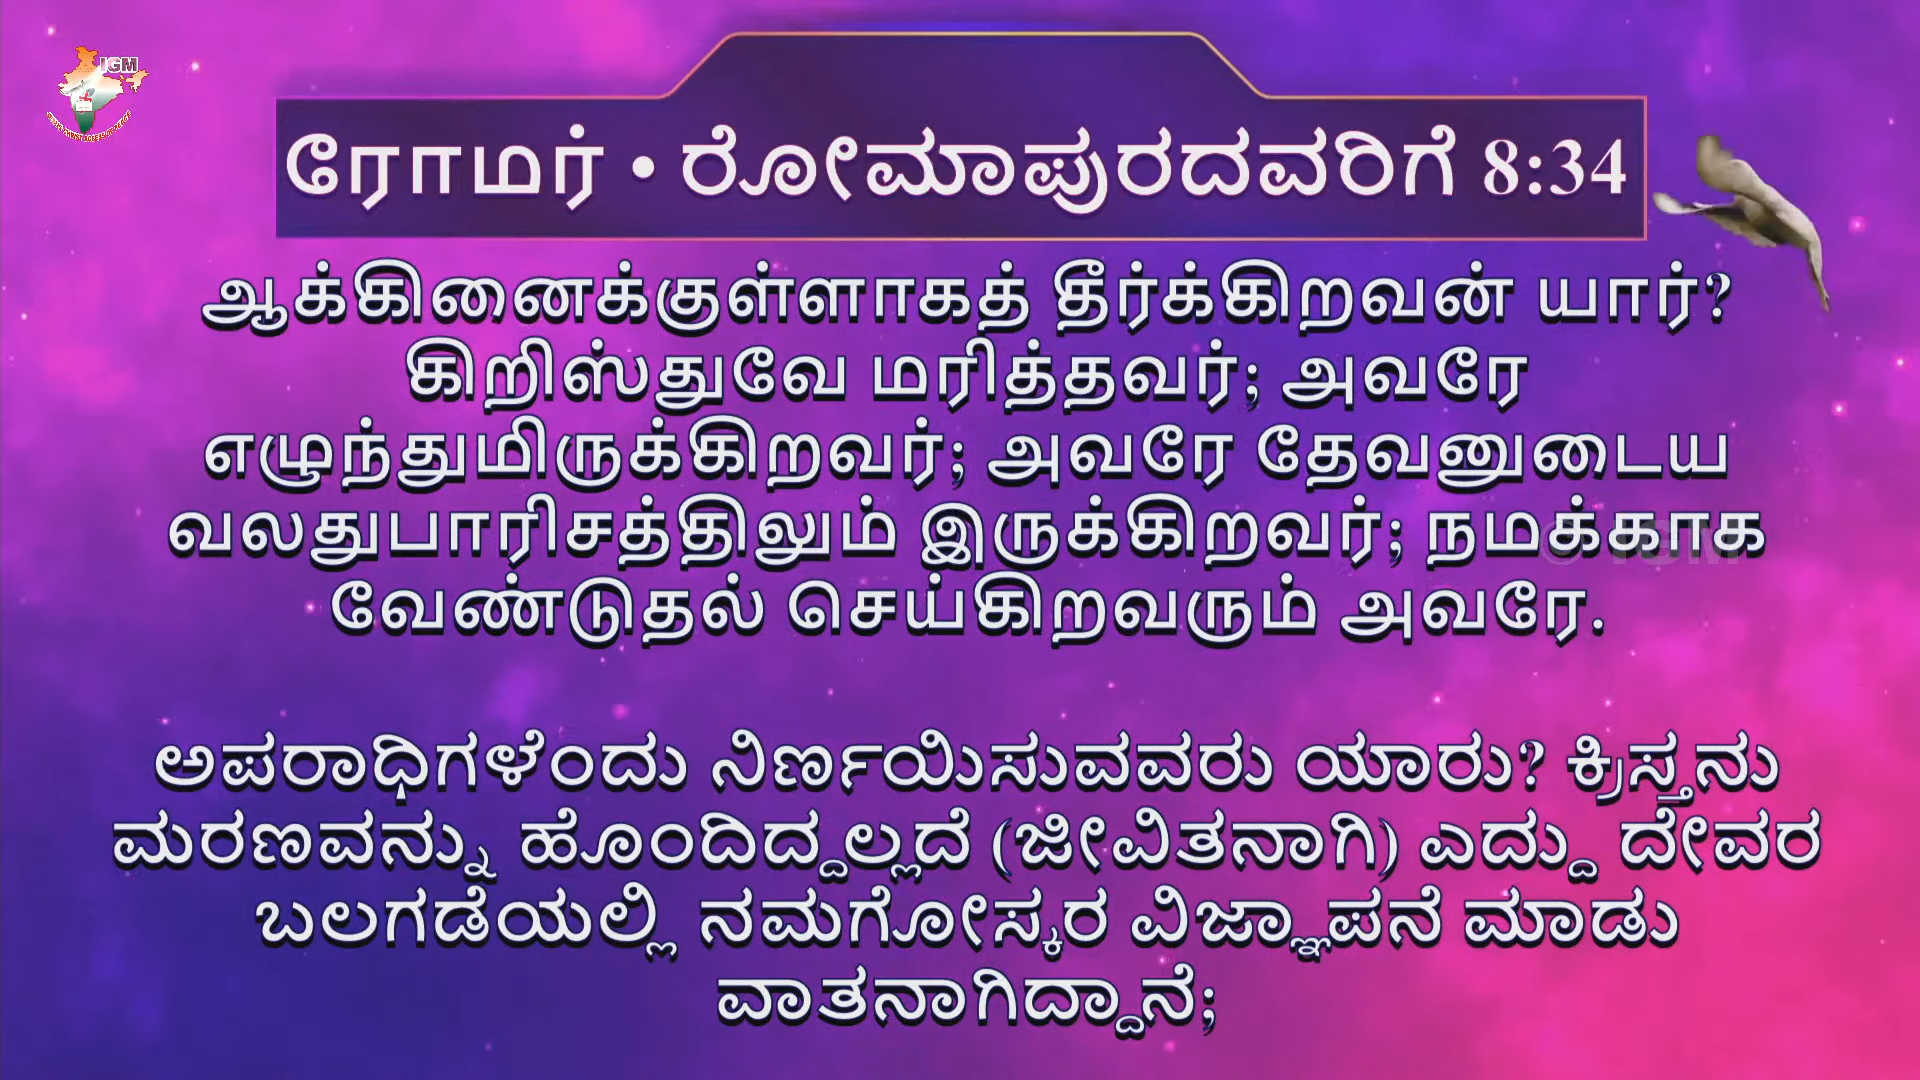 IGM
ரோமர் • ರೋಮಾಪುರದವರಿಗೆ 8:34
ஆக்கினைக்குள்ளாகத் தீர்க்கிறவன் யார்?
கிறிஸ்துவே மரித்தவர்; அவரே
எழுந்துமிருக்கிறவர்; அவரே தேவனுடைய
வலதுபாரிசத்திலும் இருக்கிறவர்; நமக்காக
வேண்டுதல் செய்கிறவரும் அவரே.
© IGM
ಅಪರಾಧಿಗಳೆಂದು ನಿರ್ಣಯಿಸುವವರು ಯಾರು? ಕ್ರಿಸ್ತನು
ಮರಣವನ್ನು ಹೊಂದಿದ್ದಲ್ಲದೆ (ಜೀವಿತನಾಗಿ) ಎದ್ದು ದೇವರ
ಬಲಗಡೆಯಲ್ಲಿ ನಮಗೋಸ್ಕರ ವಿಜ್ಞಾಪನೆ ಮಾಡು
ವಾತನಾಗಿದ್ದಾನೆ;